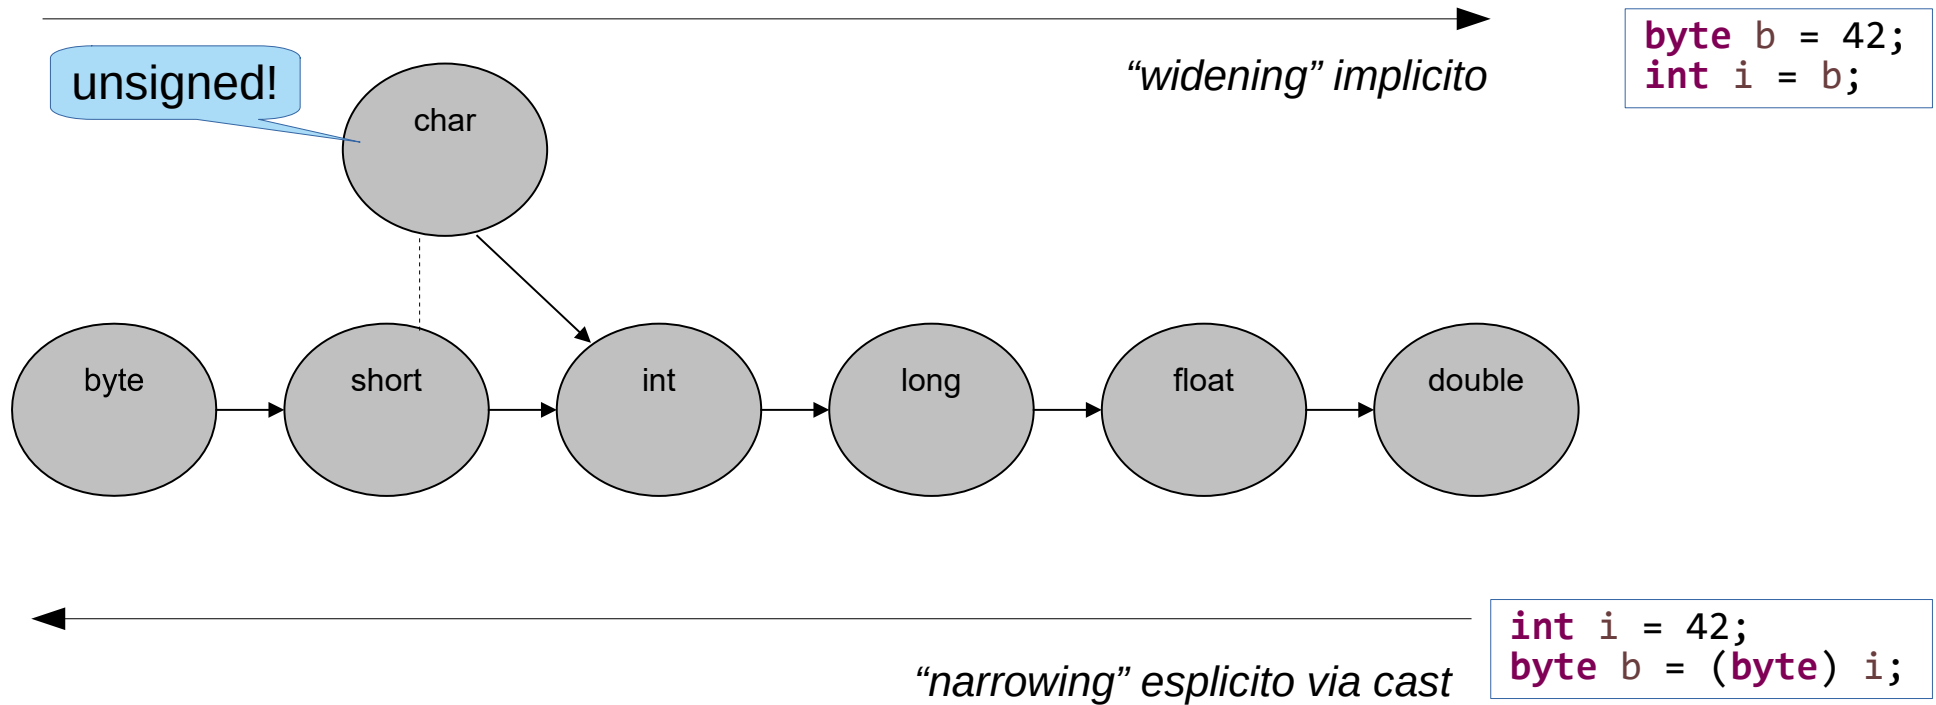 “widening” implicito
byte b = 42;
int i = b;
unsigned!
char
byte
short
int
long
float
double
“narrowing” esplicito via cast
int i = 42;
byte b = (byte) i;